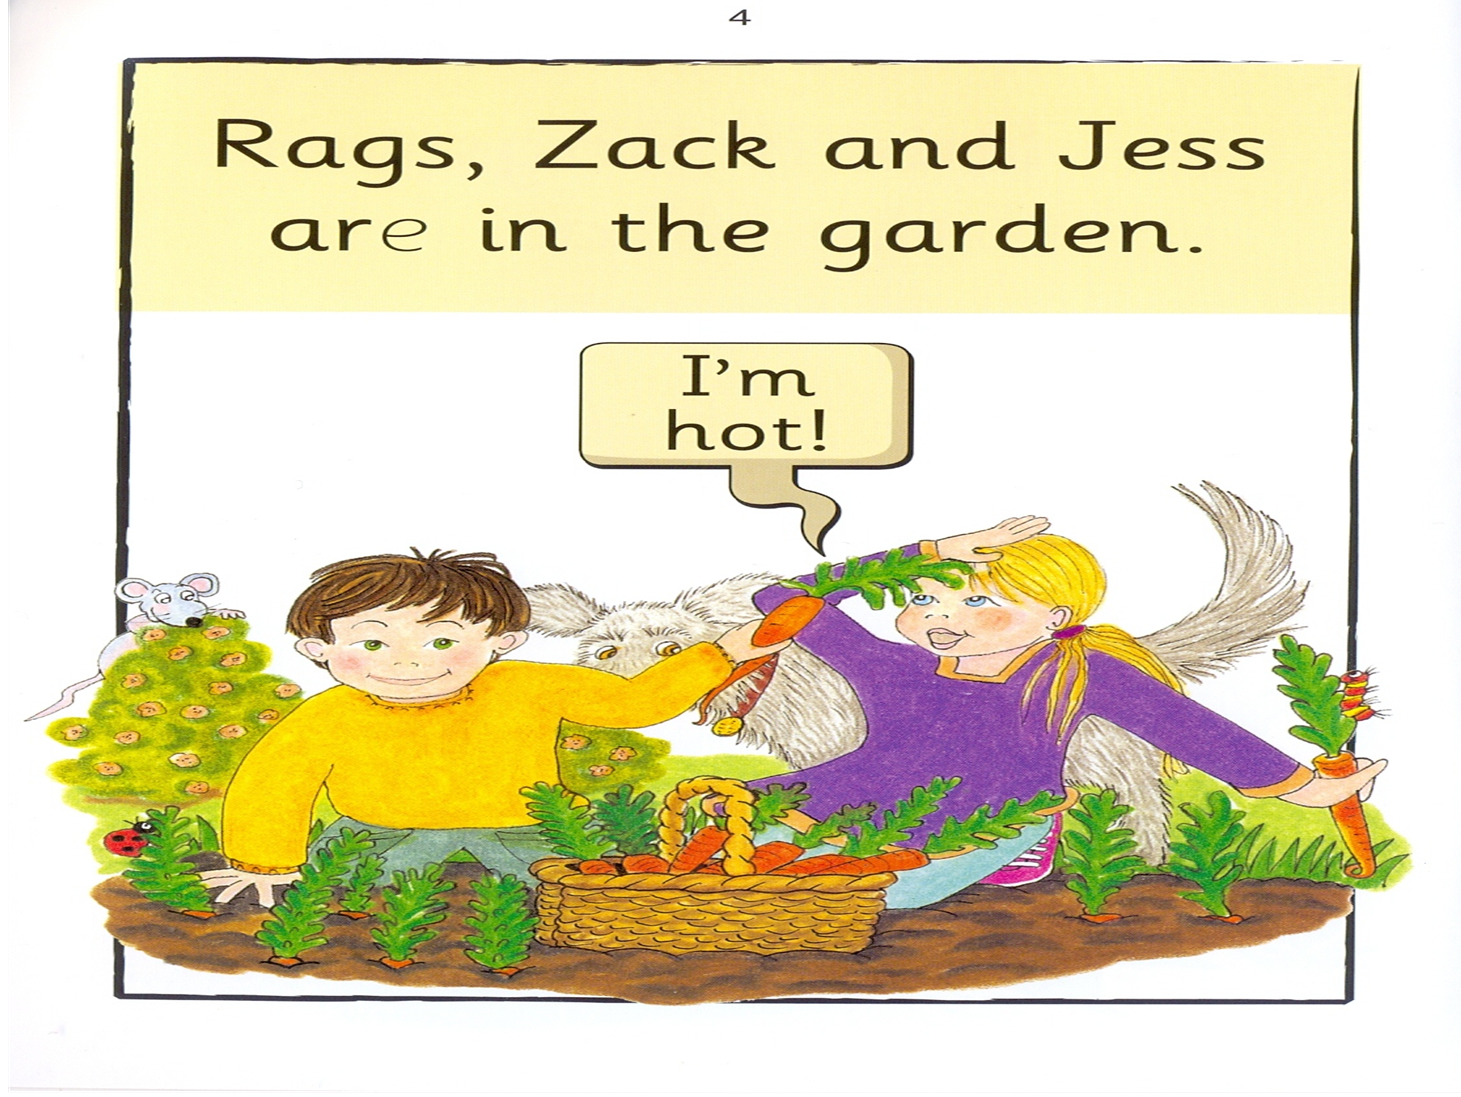 4
Rags, Zack and Jess
are in the garden.
I'm
hot!